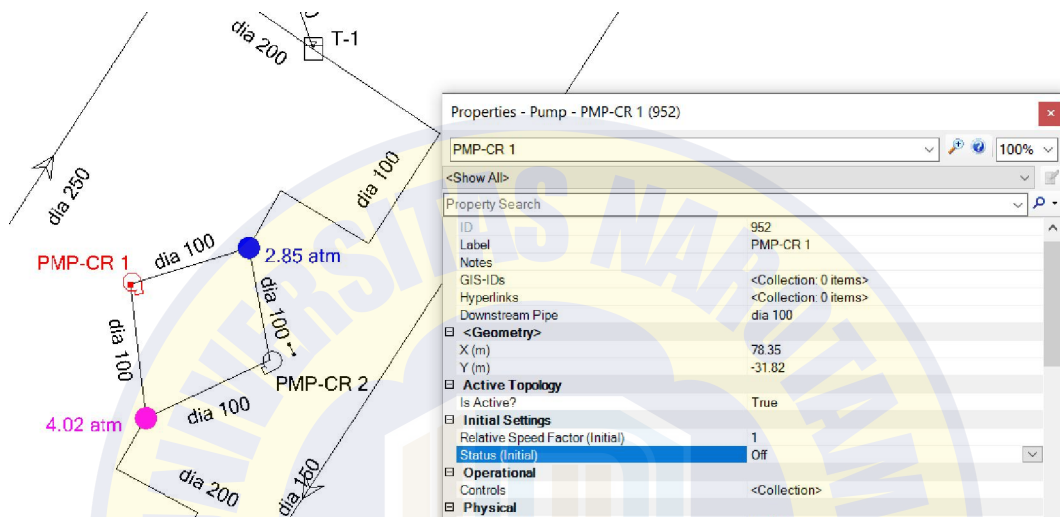 dia 200
T-1
dia 250
dia 100
dia 100
2.85 atm
PMP-CR 1
dia 100
dia 100
PMP-CR 2
dia 100
4.02 atm
dia 200
dia 150
Properties - Pump - PMP-CR 1 (952)
PMP-CR 1
100%
<Show All>
Property Search
ID 952
Label PMP-CR 1
Notes
GIS-IDs <Collection: 0 items>
Hyperlinks <Collection: 0 items>
Downstream Pipe dia 100
<Geometry>
X (m) 78.35
Y (m) -31.82
Active Topology
Is Active? True
Initial Settings
Relative Speed Factor (Initial) 1
Status (Initial) Off
Operational
Controls <Collection>
Physical